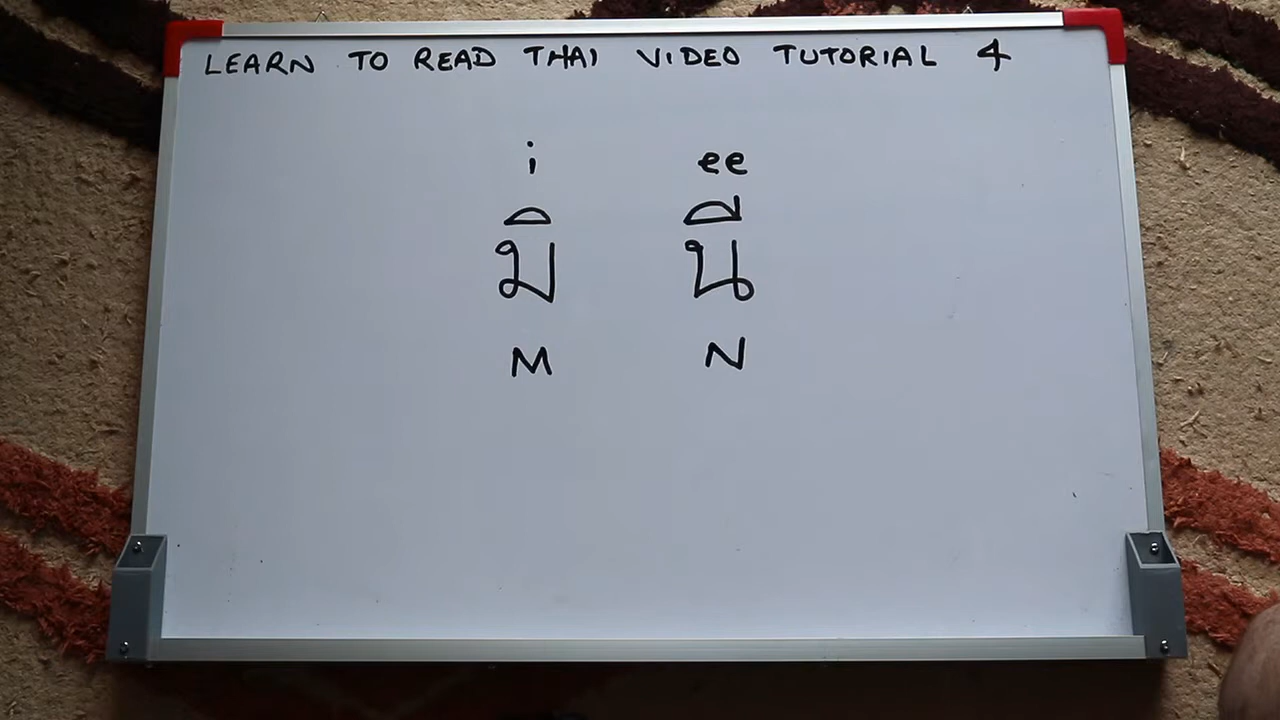 LEARN TO READ THAI VIDEO TUTORIAL 4
i ee
มิ นี
M N